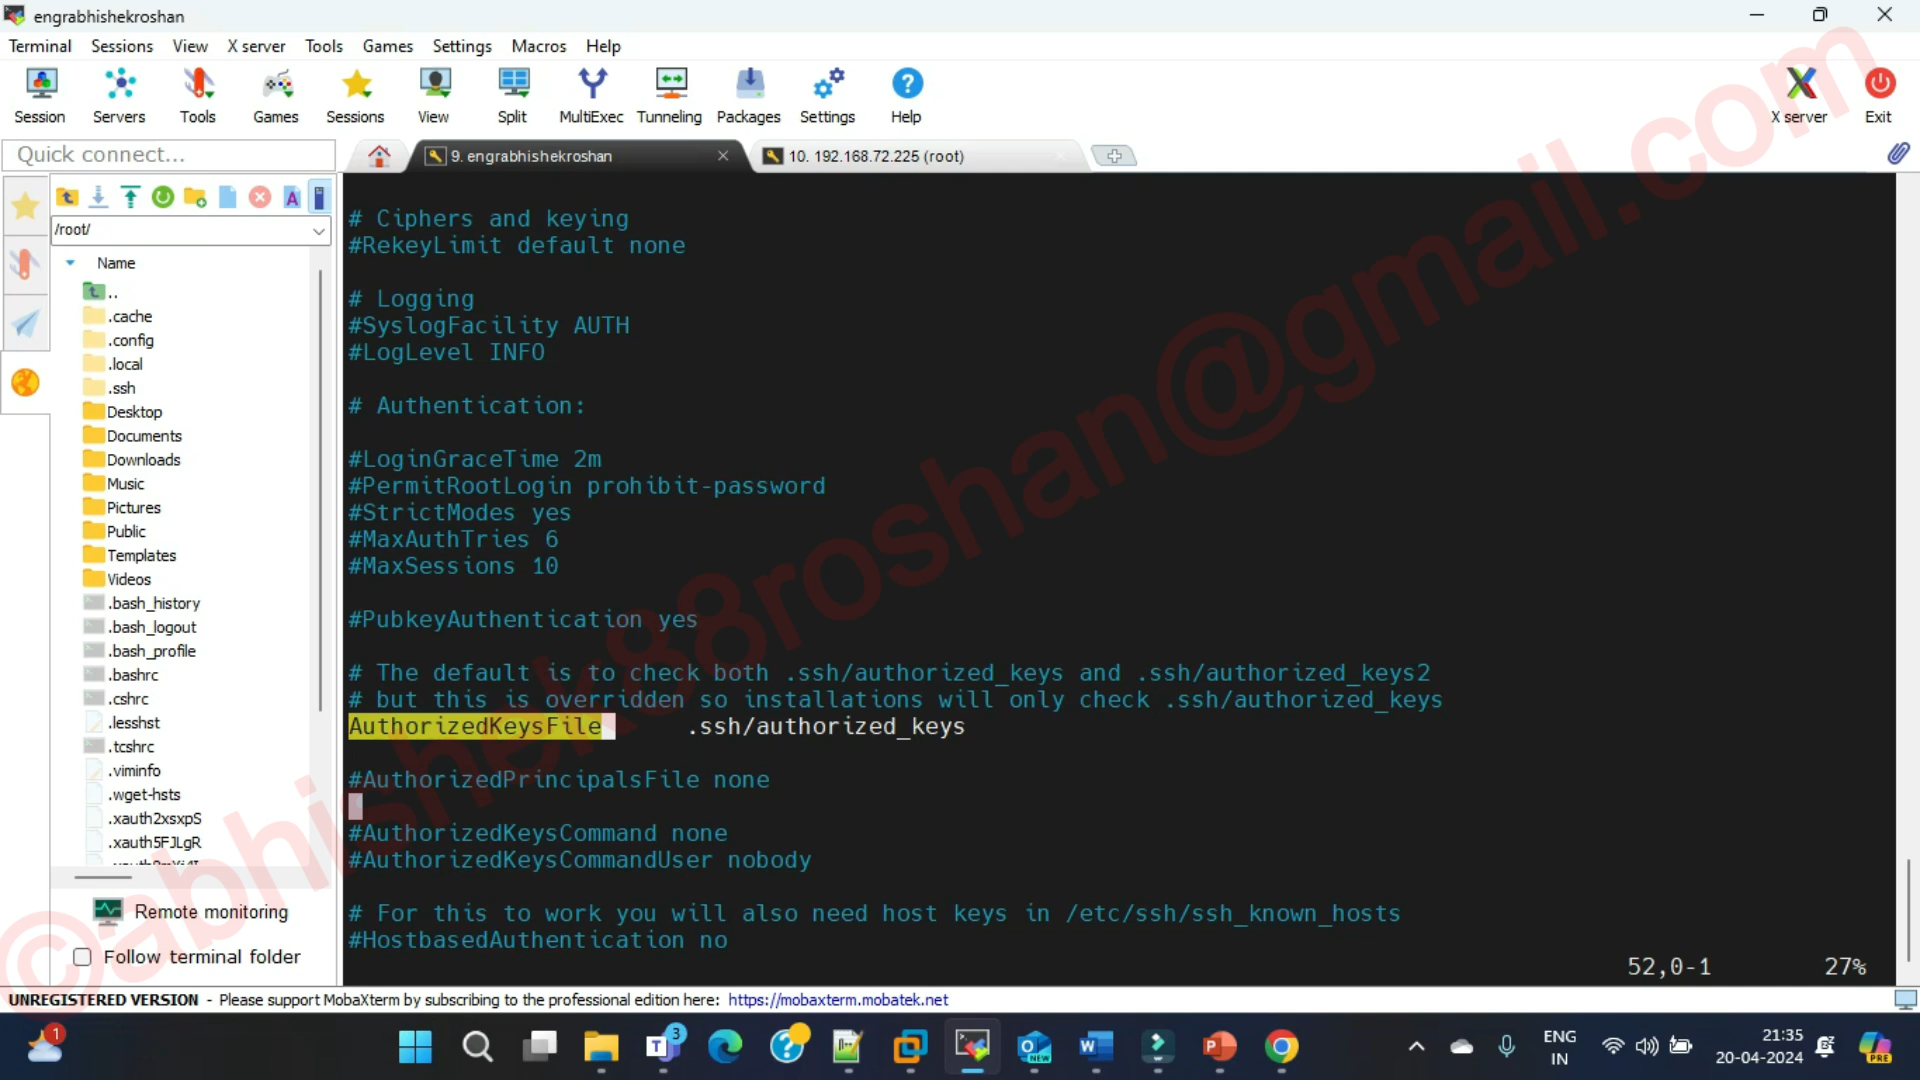 engrabhishekroshan
Terminal Sessions View X server Tools Games Settings Macros Help
Session Servers Tools Games Sessions View Split MultiExec Tunneling Packages Settings Help X server Exit
Quick connect...
9. engrabhishekroshan
10. 192.168.72.225 (root)
/root/
Name
..
.cache
.config
.local
.ssh
Desktop
Documents
Downloads
Music
Pictures
Public
Templates
Videos
.bash_history
.bash_logout
.bash_profile
.bashrc
.cshrc
.lesshst
.tcshrc
.viminfo
.wget-hsts
.xauth2xsxpS
.xauth5FJLgR
Remote monitoring
Follow terminal folder
# Ciphers and keying
#RekeyLimit default none
# Logging
#SyslogFacility AUTH
#LogLevel INFO
# Authentication:
#LoginGraceTime 2m
#PermitRootLogin prohibit-password
#StrictModes yes
#MaxAuthTries 6
#MaxSessions 10
#PubkeyAuthentication yes
# The default is to check both .ssh/authorized_keys and .ssh/authorized_keys2
# but this is overridden so installations will only check .ssh/authorized_keys
AuthorizedKeysFile .ssh/authorized_keys
#AuthorizedPrincipalsFile none
#AuthorizedKeysCommand none
#AuthorizedKeysCommandUser nobody
# For this to work you will also need host keys in /etc/ssh/ssh_known_hosts
#HostbasedAuthentication no
52,0-1 27%
©abhishek88roshan@gmail.com
UNREGISTERED VERSION - Please support MobaXterm by subscribing to the professional edition here: https://mobaxterm.mobatek.net
1
3
NEW
ENG
IN
21:35
20-04-2024
PRE